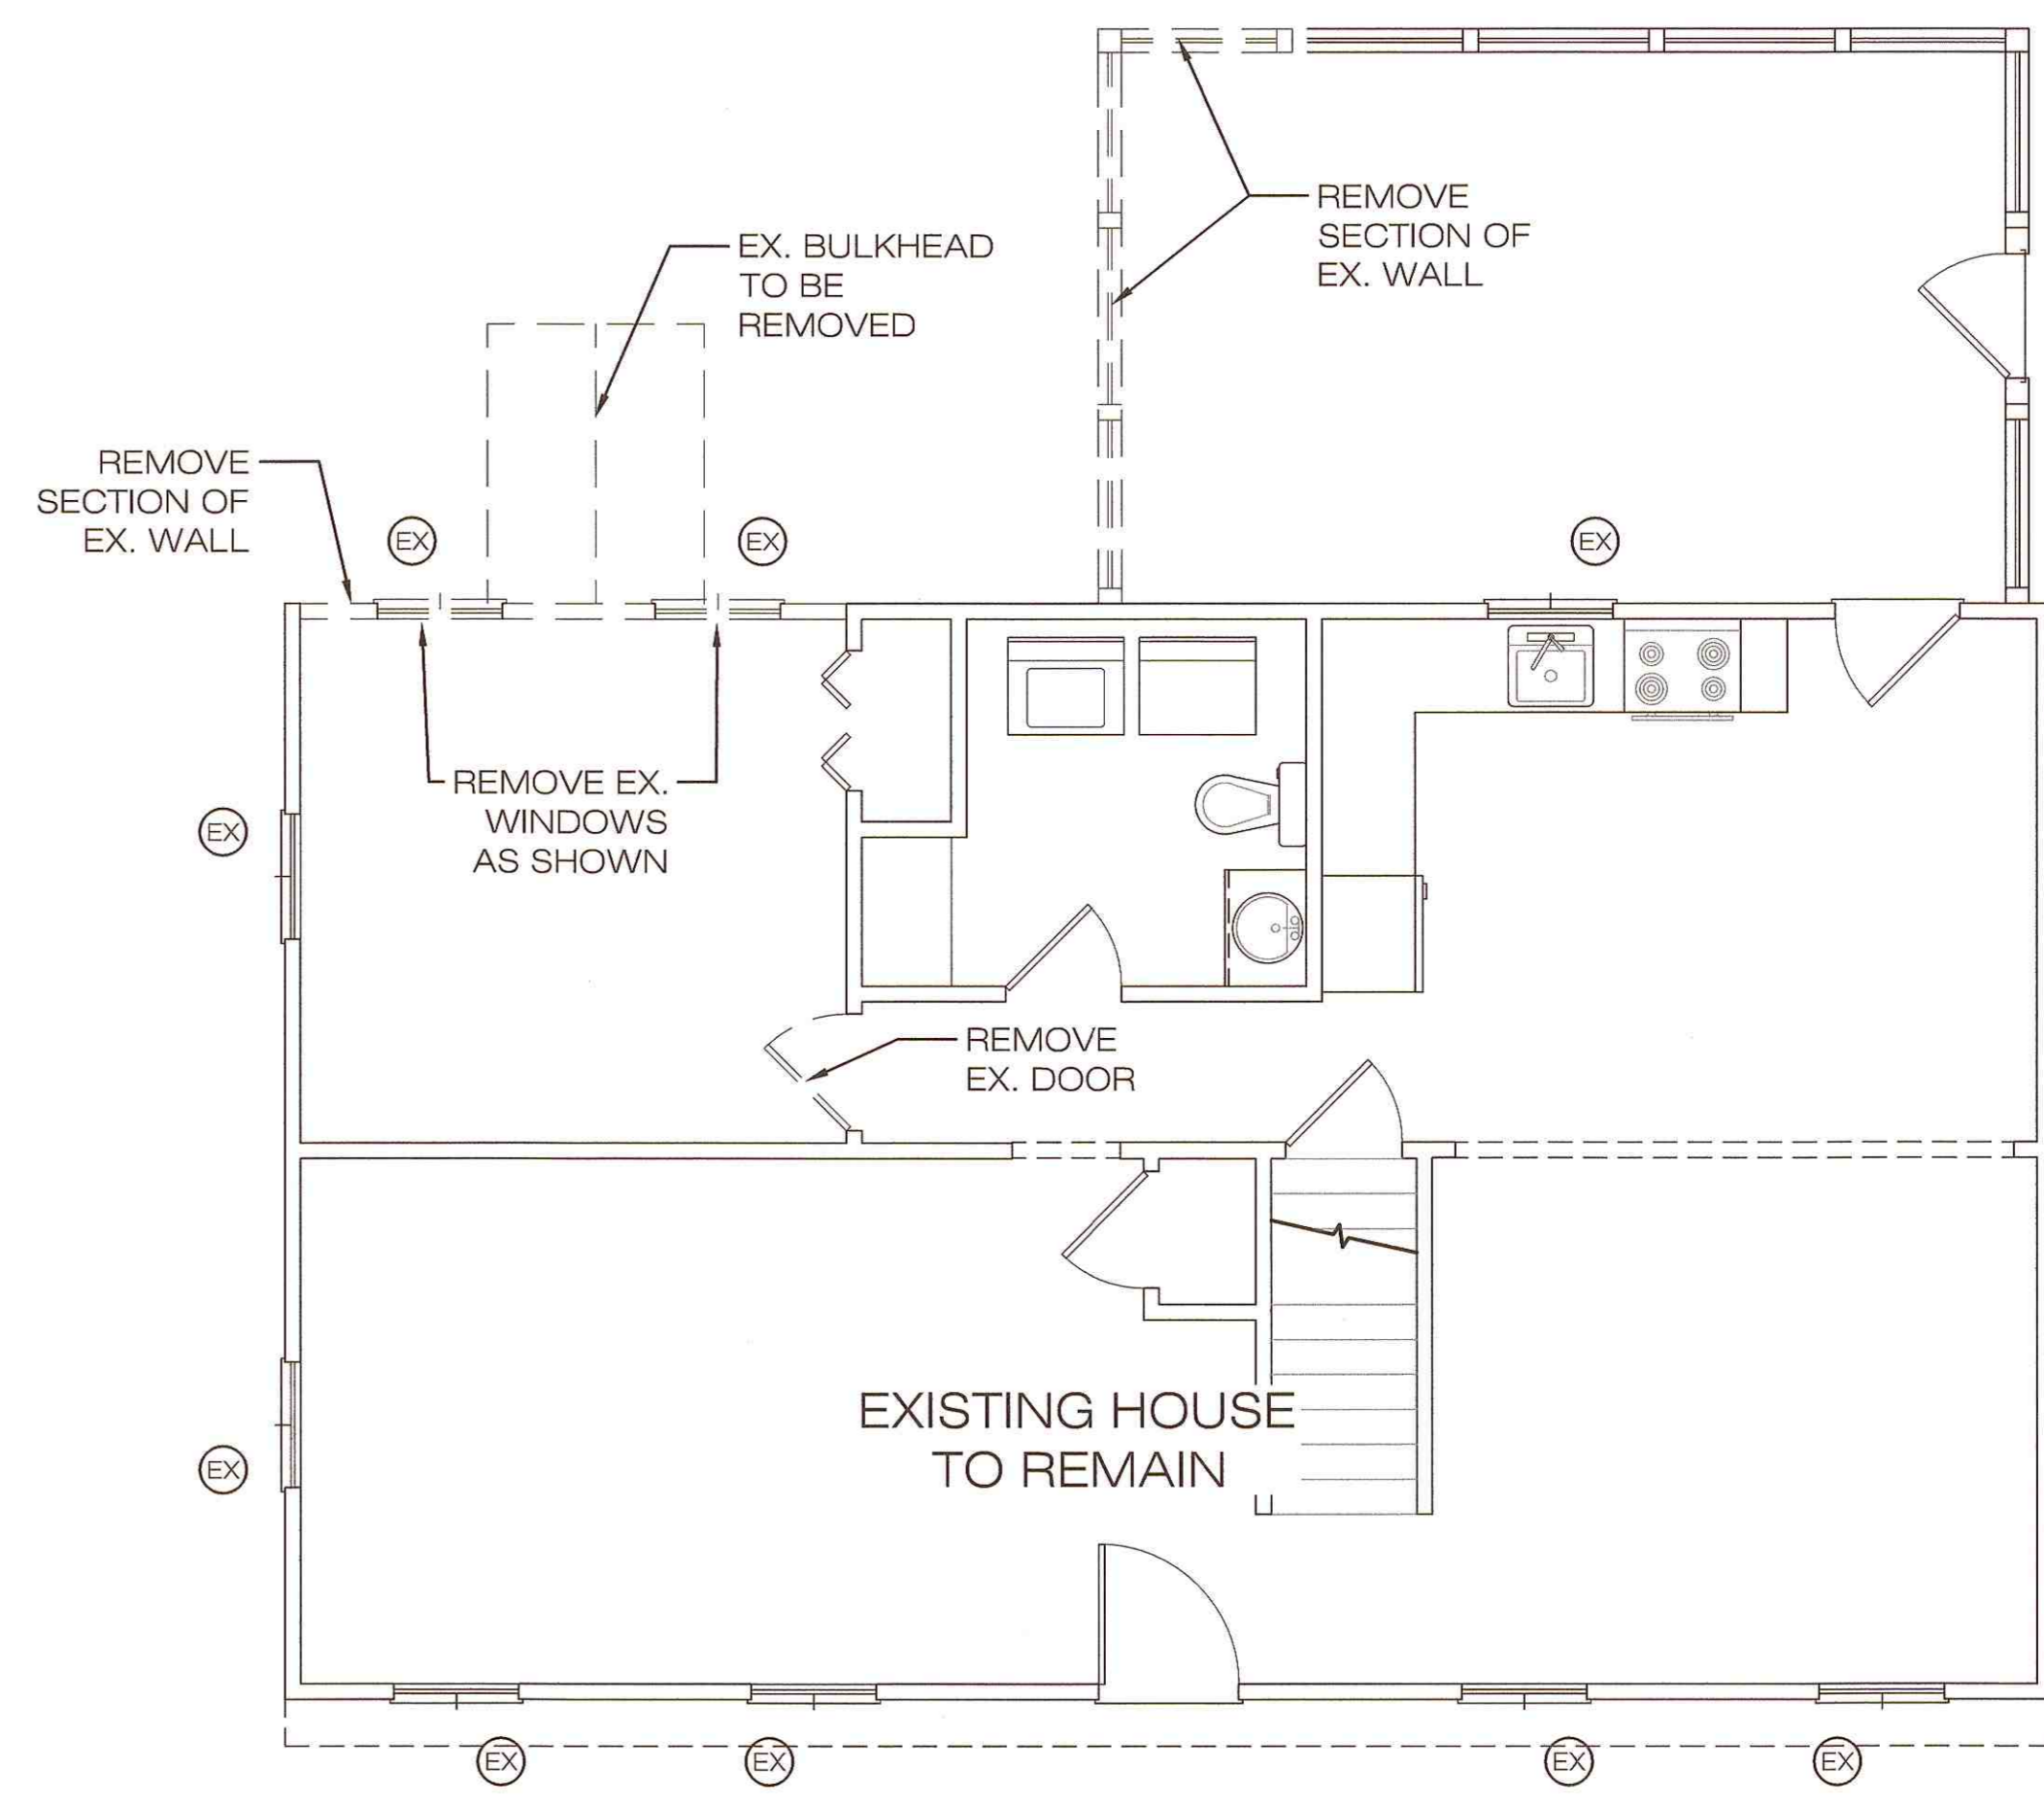 REMOVE
SECTION OF
EX. WALL
EX. BULKHEAD
TO BE
REMOVED
REMOVE
SECTION OF
EX. WALL
EX
EX
EX
REMOVE EX.
WINDOWS
AS SHOWN
EX
REMOVE
EX. DOOR
EXISTING HOUSE
TO REMAIN
EX
EX
EX
EX
EX